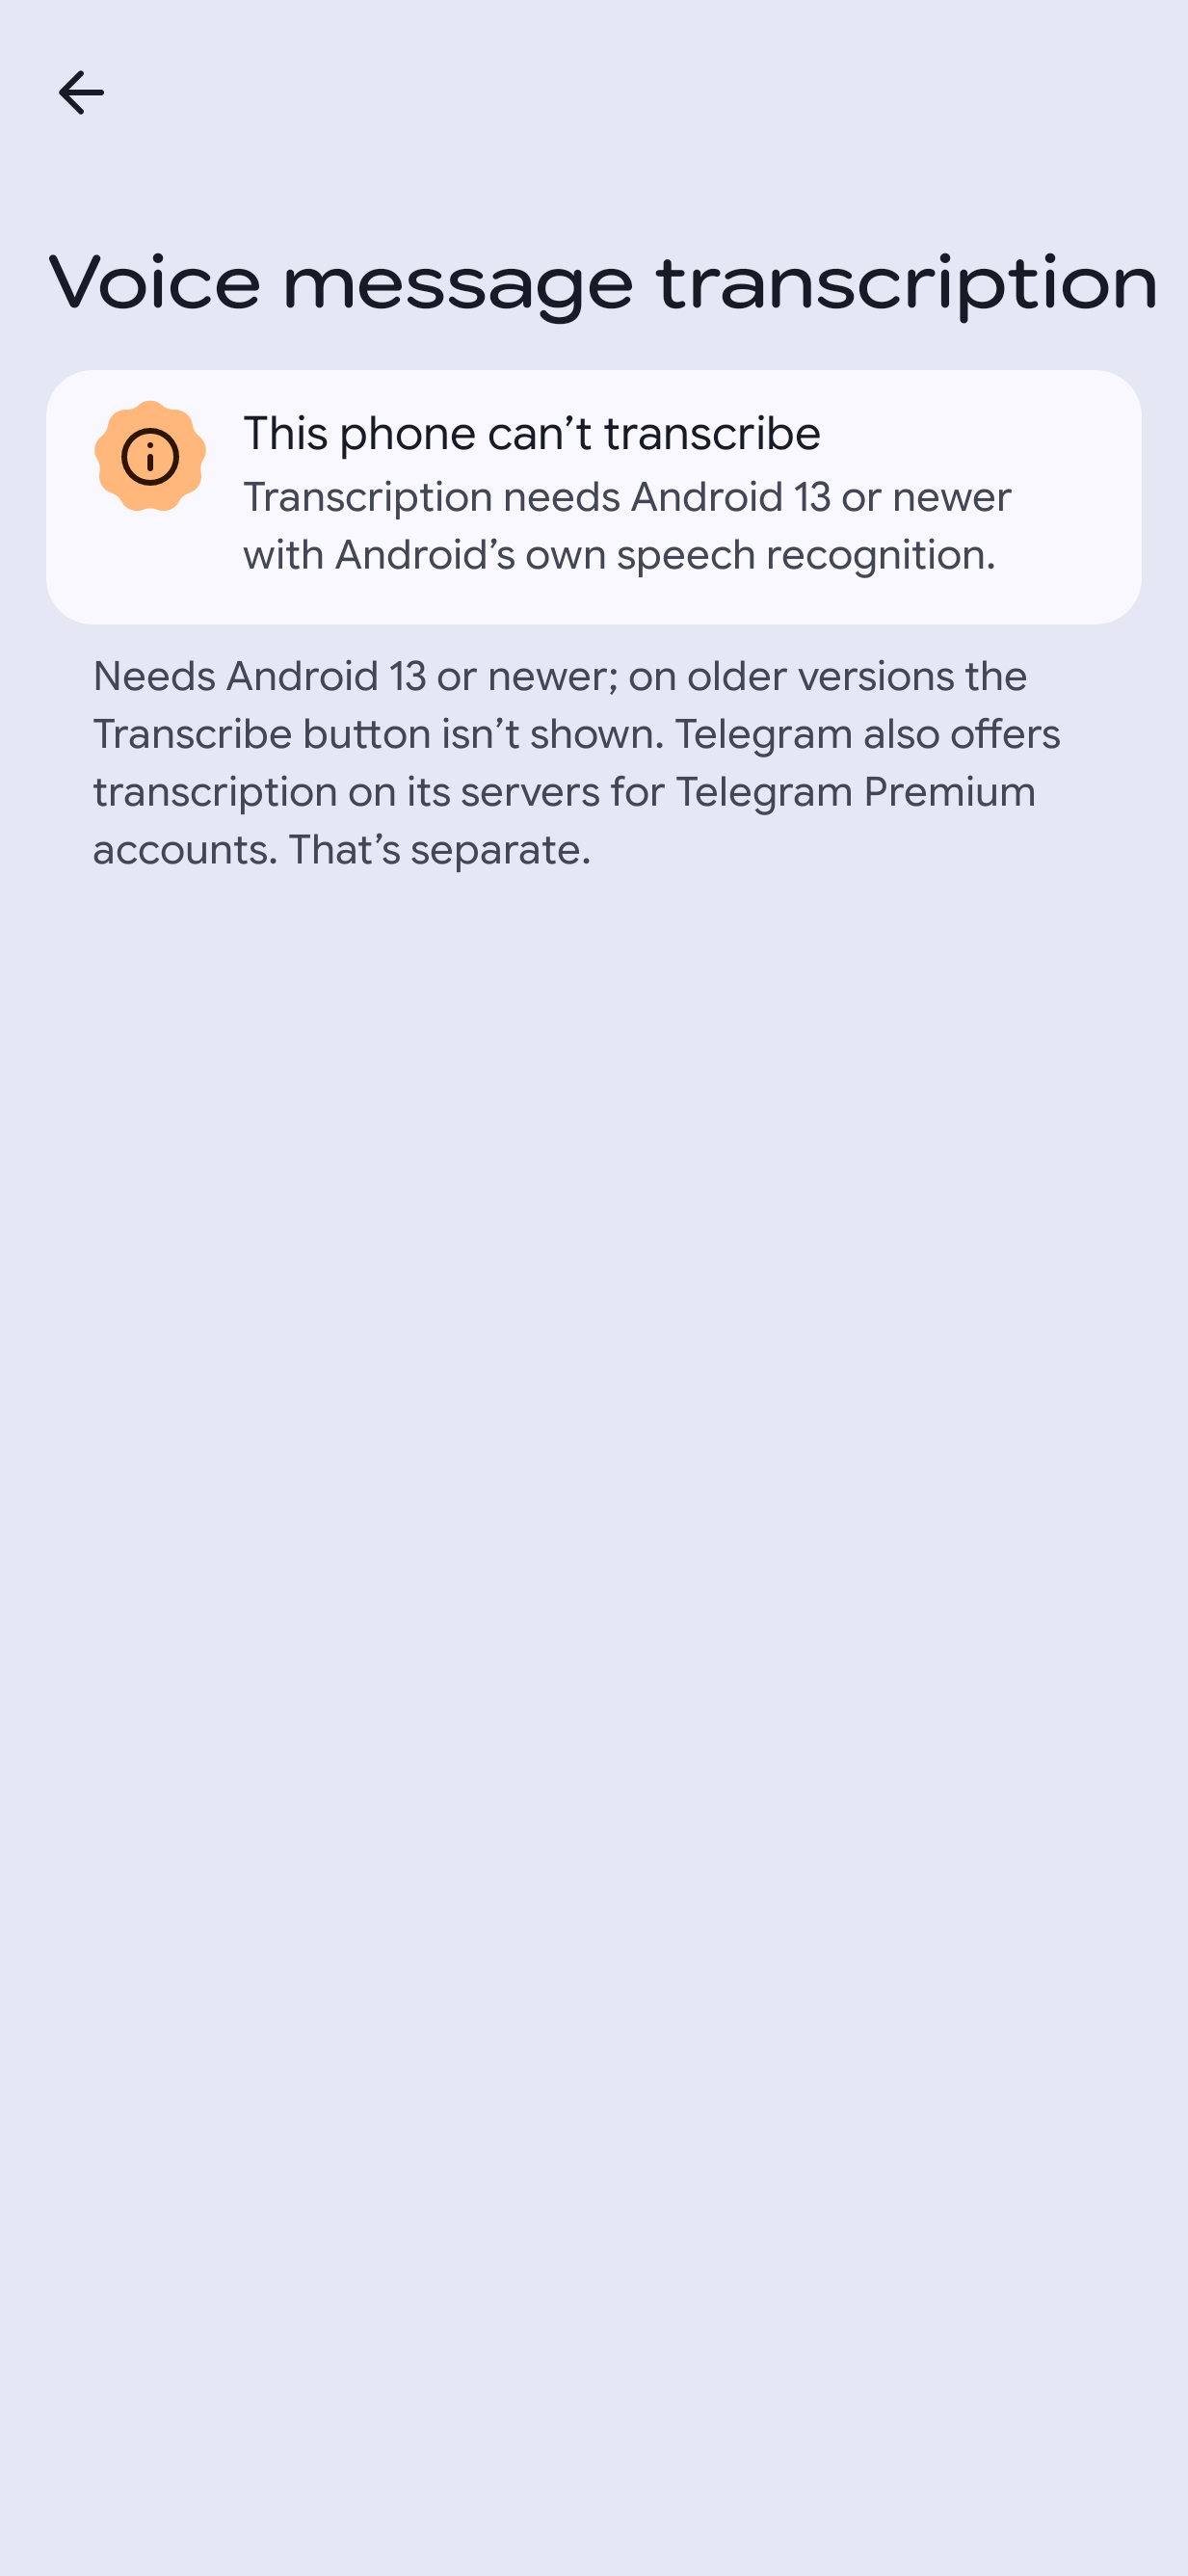 Voice message transcription
This phone can’t transcribe
Transcription needs Android 13 or newer
with Android’s own speech recognition.
Needs Android 13 or newer; on older versions the
Transcribe button isn’t shown. Telegram also offers
transcription on its servers for Telegram Premium
accounts. That’s separate.